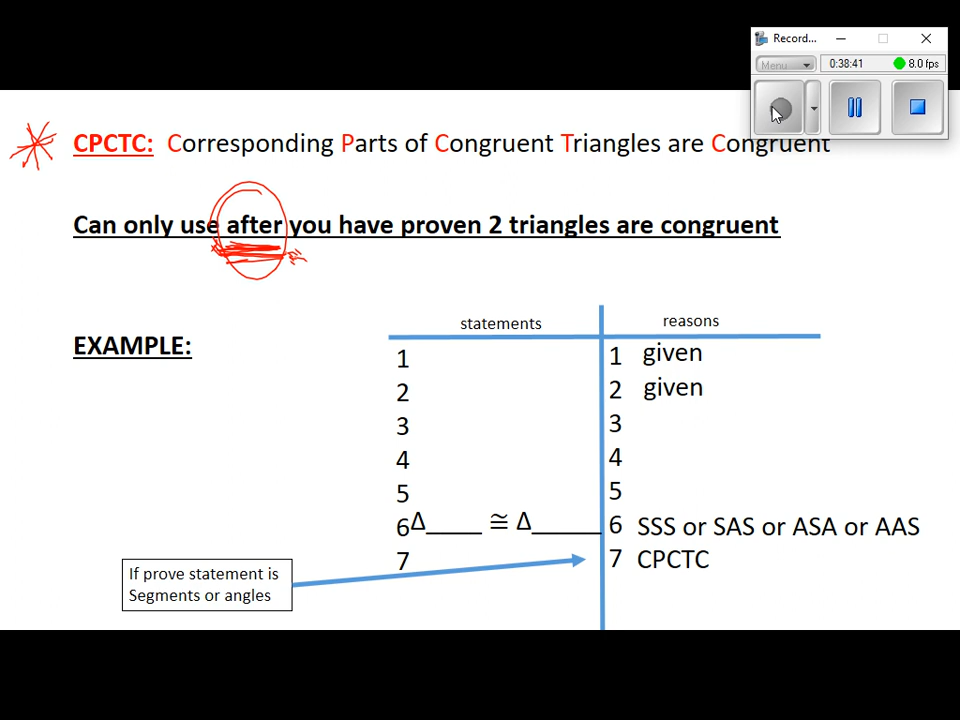 Record...
Menu
0:38:41
8.0 fps
CPCTC: Corresponding Parts of Congruent Triangles are Congruent
Can only use after you have proven 2 triangles are congruent
EXAMPLE:
statements reasons
1 1 given
2 2 given
3 3
4 4
5 5
6 Δ____ ≅ Δ_____ 6 SSS or SAS or ASA or AAS
7 7 CPCTC
If prove statement is
Segments or angles